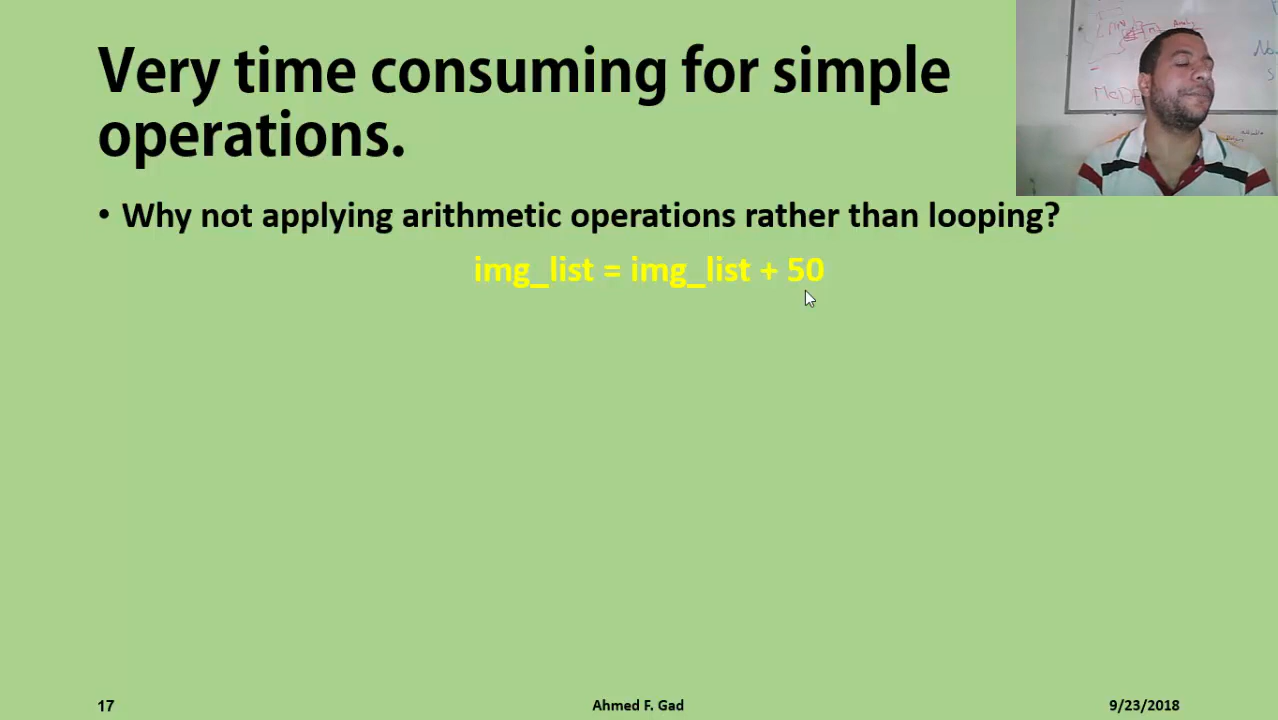 Very time consuming for simple
operations.
• Why not applying arithmetic operations rather than looping?
img_list = img_list + 50
17
Ahmed F. Gad
9/23/2018